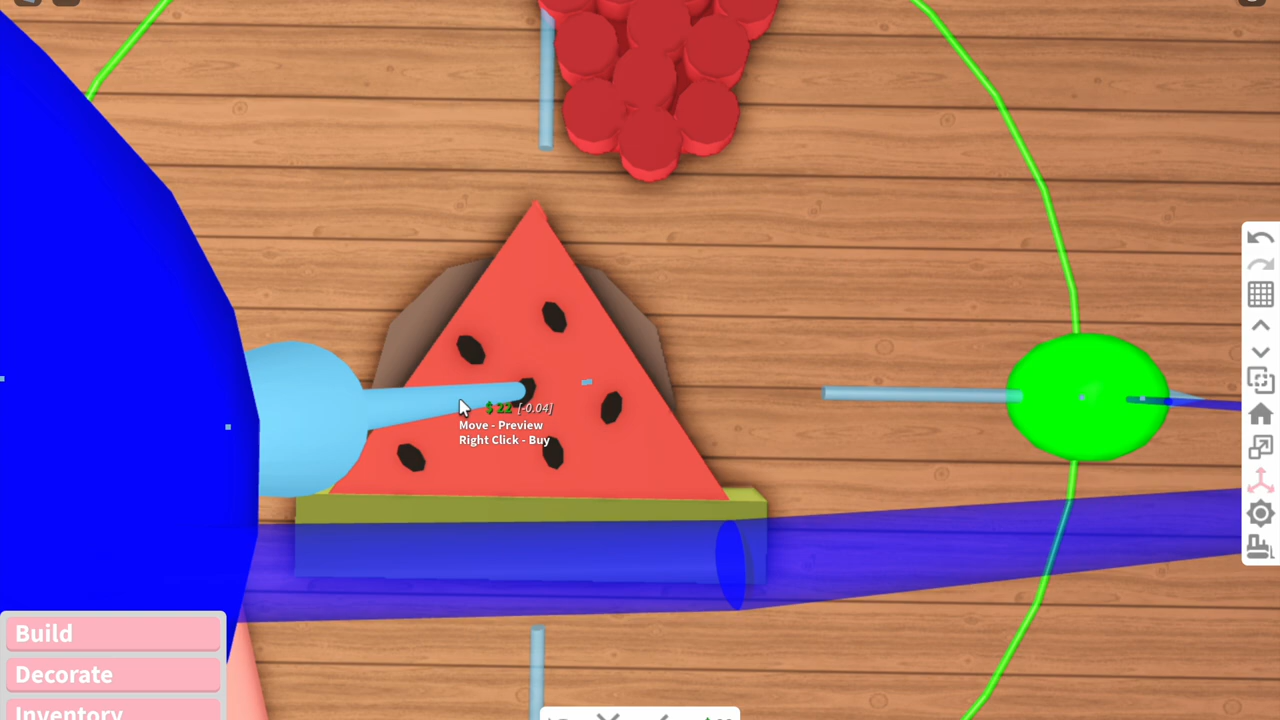 $ 22 [-0.04]
Move - Preview
Right Click - Buy
Build
Decorate
Inventory